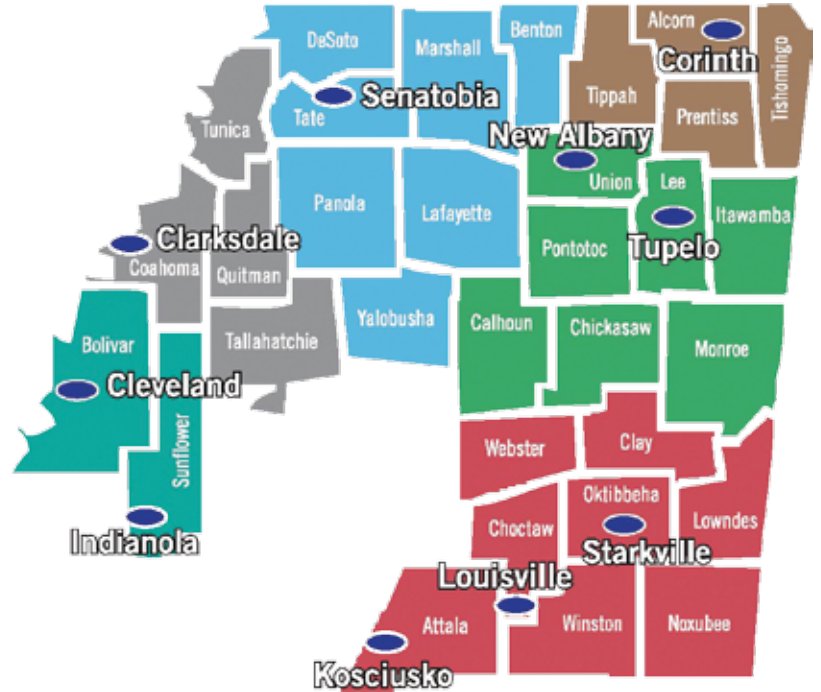 DeSoto
Marshall
Benton
Alcorn
Corinth
Tishomingo
Senatobia
Tate
Tippah
Prentiss
Tunica
New Albany
Union
Lee
Panola
Lafayette
Itawamba
Clarksdale
Coahoma
Quitman
Pontotoc
Tupelo
Yalobusha
Calhoun
Chickasaw
Tallahatchie
Bolivar
Monroe
Cleveland
Sunflower
Webster
Clay
Oktibbeha
Lowndes
Choctaw
Starkville
Indianola
Louisville
Attala
Winston
Noxubee
Kosciusko